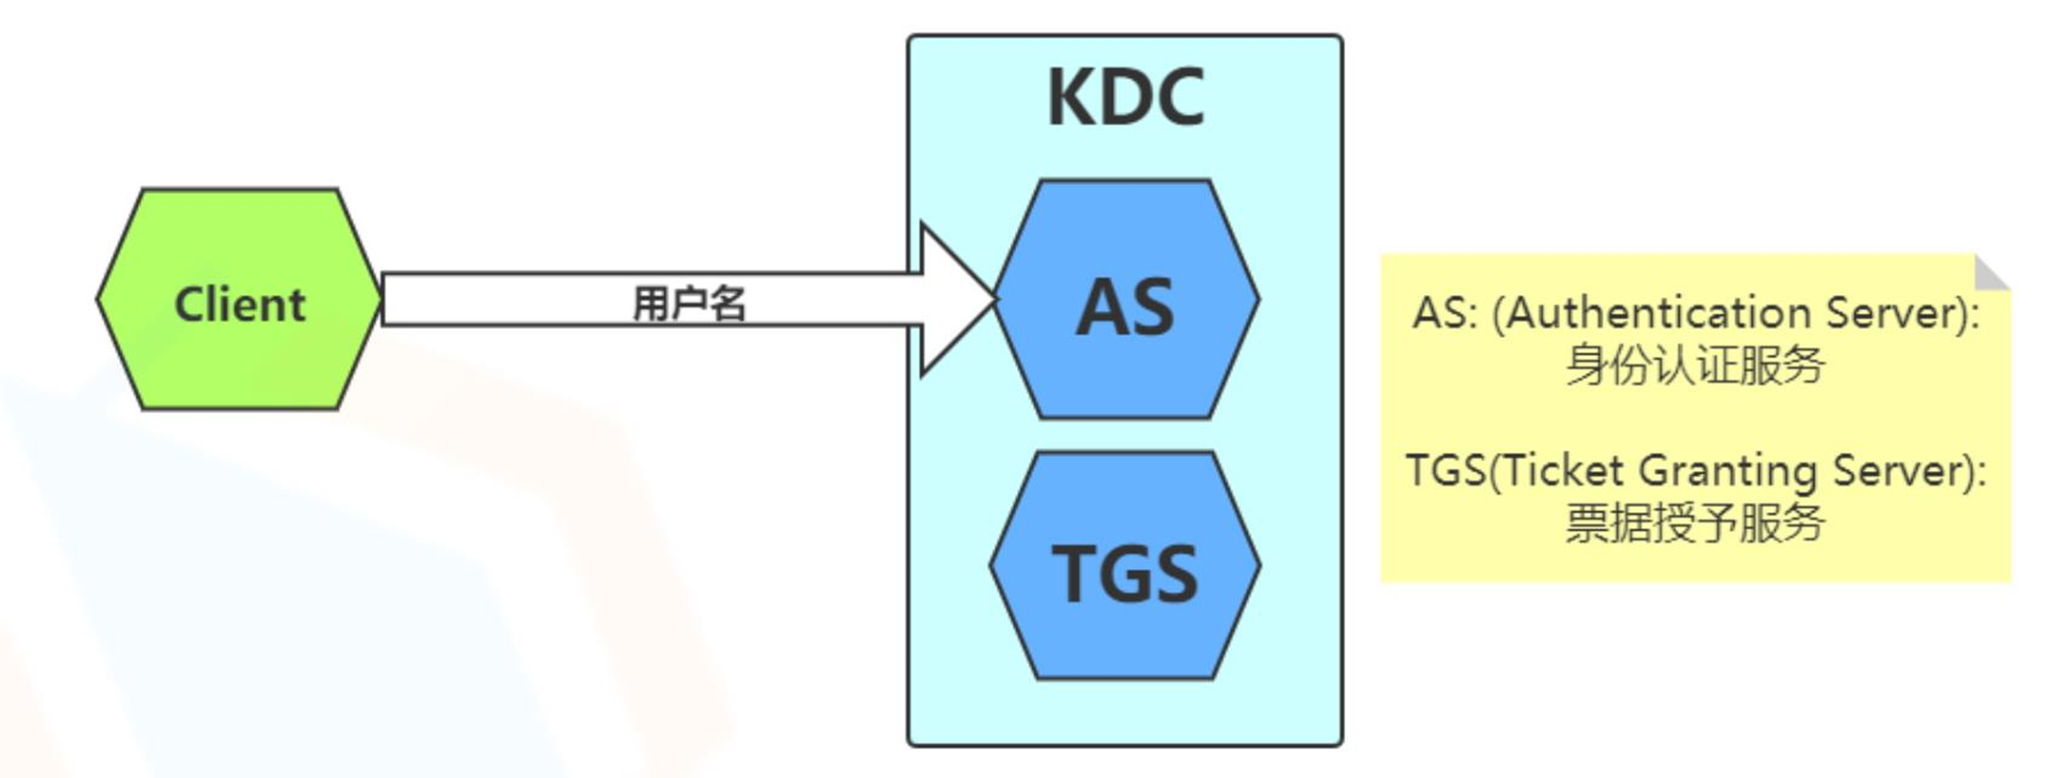 KDC
Client
用户名
AS
TGS
AS: (Authentication Server):
身份认证服务
TGS(Ticket Granting Server):
票据授予服务